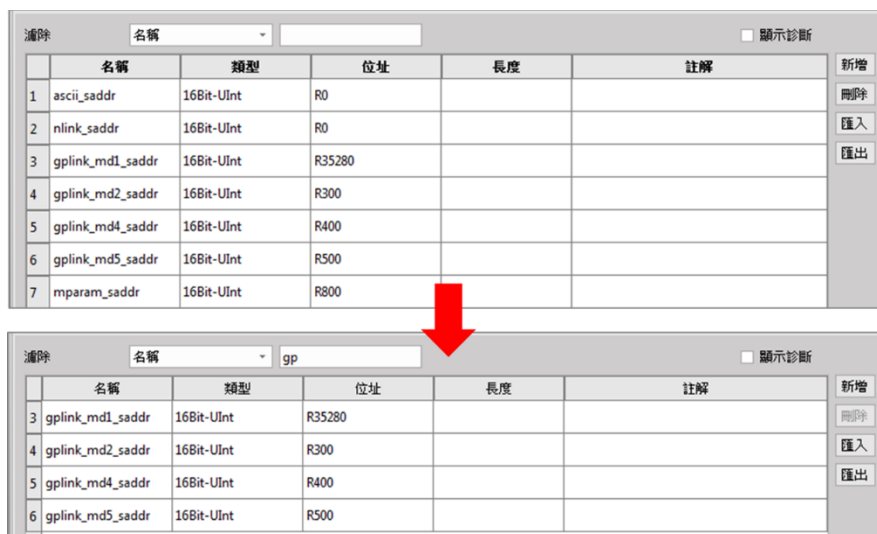 濾除 名稱 顯示診斷
名稱 類型 位址 長度 註解 新增
1 ascii_saddr 16Bit-UInt R0 刪除
2 nlink_saddr 16Bit-UInt R0 匯入
3 gplink_md1_saddr 16Bit-UInt R35280 匯出
4 gplink_md2_saddr 16Bit-UInt R300
5 gplink_md4_saddr 16Bit-UInt R400
6 gplink_md5_saddr 16Bit-UInt R500
7 mparam_saddr 16Bit-UInt R800
濾除 名稱 gp 顯示診斷
名稱 類型 位址 長度 註解 新增
3 gplink_md1_saddr 16Bit-UInt R35280 刪除
4 gplink_md2_saddr 16Bit-UInt R300 匯入
5 gplink_md4_saddr 16Bit-UInt R400 匯出
6 gplink_md5_saddr 16Bit-UInt R500